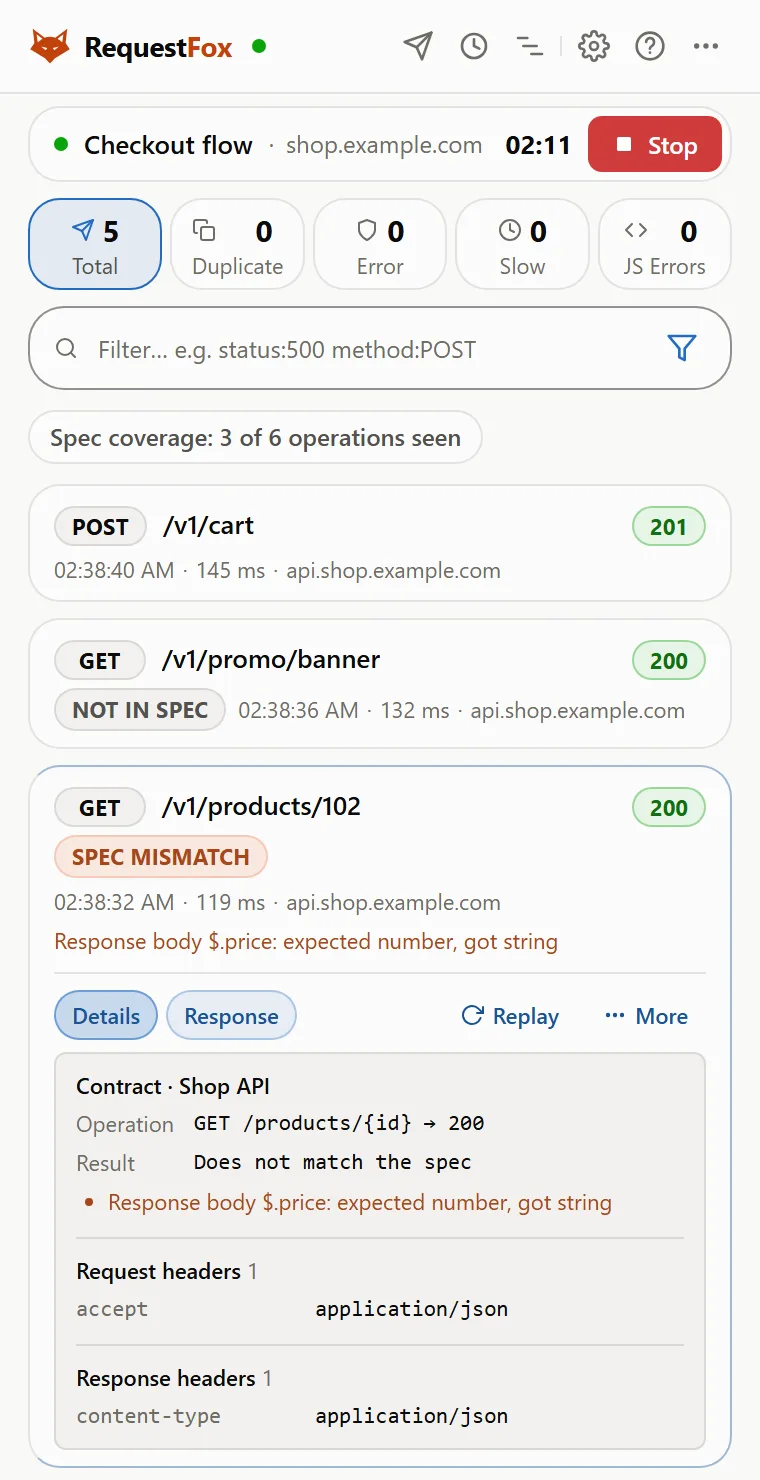 RequestFox
Checkout flow · shop.example.com 02:11 Stop
5 Total
0 Duplicate
0 Error
0 Slow
0 JS Errors
Filter... e.g. status:500 method:POST
Spec coverage: 3 of 6 operations seen
POST /v1/cart 201
02:38:40 AM · 145 ms · api.shop.example.com
GET /v1/promo/banner 200
NOT IN SPEC 02:38:36 AM · 132 ms · api.shop.example.com
GET /v1/products/102 200
SPEC MISMATCH
02:38:32 AM · 119 ms · api.shop.example.com
Response body $.price: expected number, got string
Details Response Replay ··· More
Contract · Shop API
Operation GET /products/{id} → 200
Result Does not match the spec
• Response body $.price: expected number, got string
Request headers 1
accept application/json
Response headers 1
content-type application/json